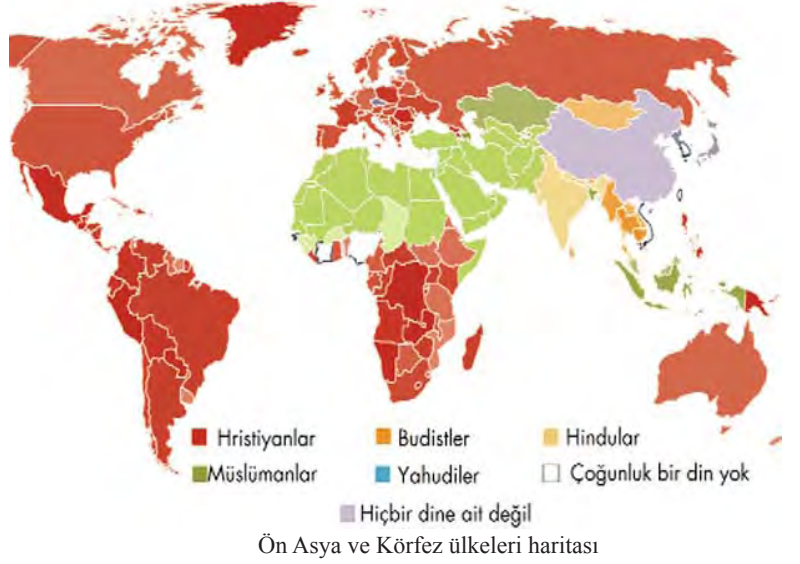 Hristiyanlar Budistler Hindular
Müslümanlar Yahudiler Çoğunluk bir din yok
Hiçbir dine ait değil
Ön Asya ve Körfez ülkeleri haritası